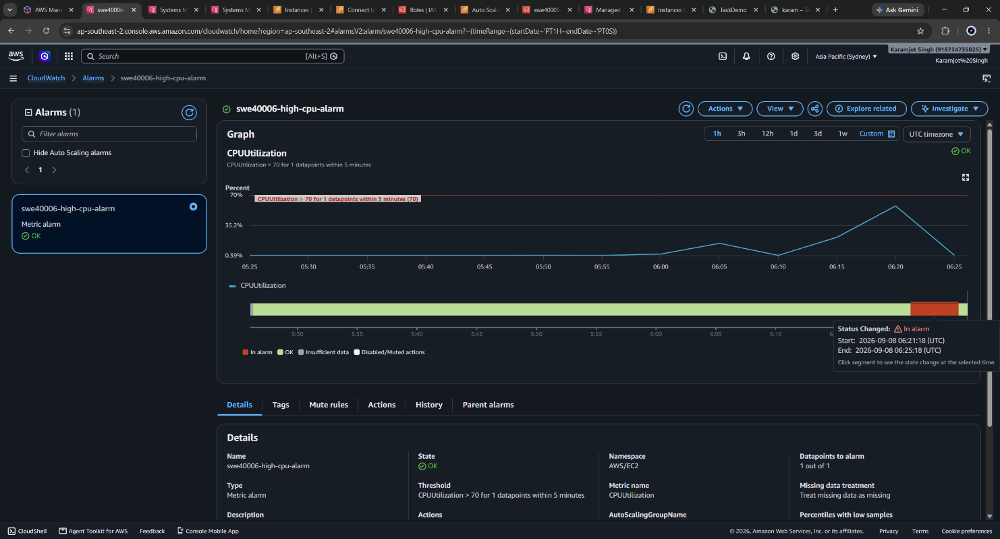 AWS Mana
swe40006-
Systems M
Systems M
Instances |
Connect to
Roles | IAM
Auto Scali
swe40006-
Managed
Instances |
TaskDemo
karam – Ta
Ask Gemini
ap-southeast-2.console.aws.amazon.com/cloudwatch/home?region=ap-southeast-2#alarmsV2:alarm/swe40006-high-cpu-alarm?~(timeRange~(startDate~'PT1H~endDate~'PT0S))
aws
Search
[Alt+S]
Asia Pacific (Sydney)
Karamjot Singh (918734735825)
Karamjot%20Singh
CloudWatch
Alarms
swe40006-high-cpu-alarm
Alarms (1)
Filter alarms
Hide Auto Scaling alarms
1
swe40006-high-cpu-alarm
Metric alarm
OK
swe40006-high-cpu-alarm
Actions
View
Explore related
Investigate
Graph
1h 3h 12h 1d 3d 1w Custom
UTC timezone
CPUUtilization
OK
CPUUtilization > 70 for 1 datapoints within 5 minutes
Percent
70%
CPUUtilization > 70 for 1 datapoints within 5 minutes (70)
35.2%
0.39%
05:25 05:30 05:35 05:40 05:45 05:50 05:55 06:00 06:05 06:10 06:15 06:20 06:25
CPUUtilization
5:30 5:35 5:40 5:45 5:50 5:55 6:00 6:05 6:10
Status Changed: In alarm
Start: 2026-09-08 06:21:18 (UTC)
End: 2026-09-08 06:25:18 (UTC)
Click segment to see the state change at the selected time.
In alarm OK Insufficient data Disabled/Muted actions
Details Tags Mute rules Actions History Parent alarms
Details
Name
swe40006-high-cpu-alarm
State
OK
Namespace
AWS/EC2
Datapoints to alarm
1 out of 1
Type
Metric alarm
Threshold
CPUUtilization > 70 for 1 datapoints within 5 minutes
Metric name
CPUUtilization
Missing data treatment
Treat missing data as missing
Description
Actions
AutoScalingGroupName
Percentiles with low samples
CloudShell
Agent Toolkit for AWS
Feedback
Console Mobile App
© 2026, Amazon Web Services, Inc. or its affiliates.
Privacy
Terms
Cookie preferences